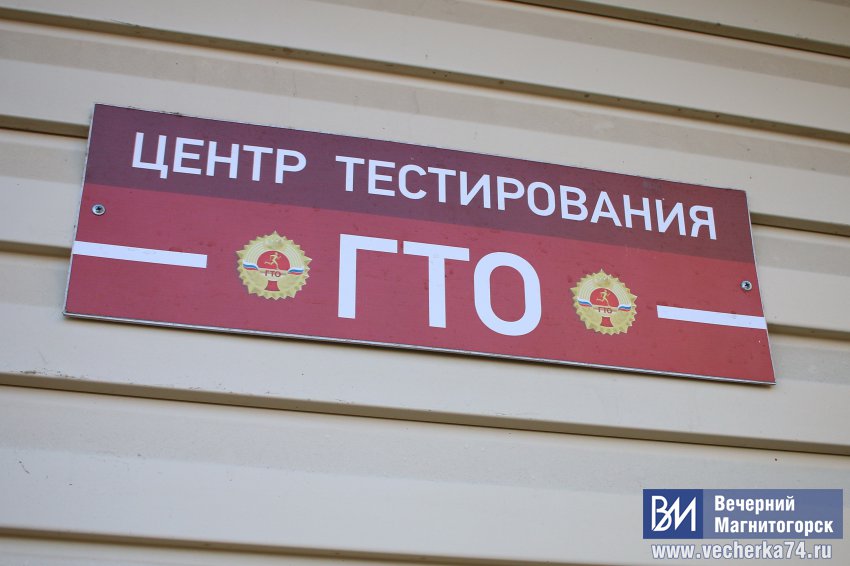 ЦЕНТР ТЕСТИРОВАНИЯ
ГТО
ГТО
ГТО
ВМ Вечерний
Магнитогорск
www.vecherka74.ru